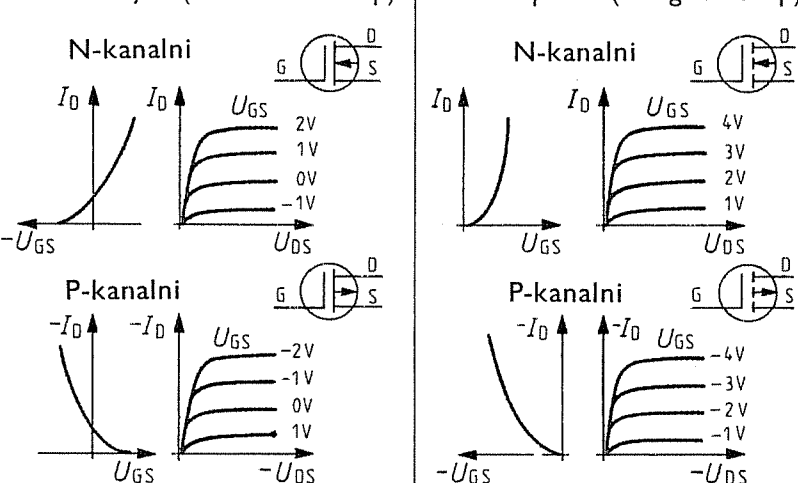 N-kanalni
D
G
S
I_D
I_D
U_GS
2V
1V
0V
-1V
-U_GS
U_DS
P-kanalni
D
G
S
-I_D
-I_D
U_GS
-2V
-1V
0V
1V
U_GS
-U_DS
N-kanalni
D
G
S
I_D
I_D
U_GS
4V
3V
2V
1V
U_GS
U_DS
P-kanalni
D
G
S
-I_D
-I_D
U_GS
-4V
-3V
-2V
-1V
-U_GS
-U_DS